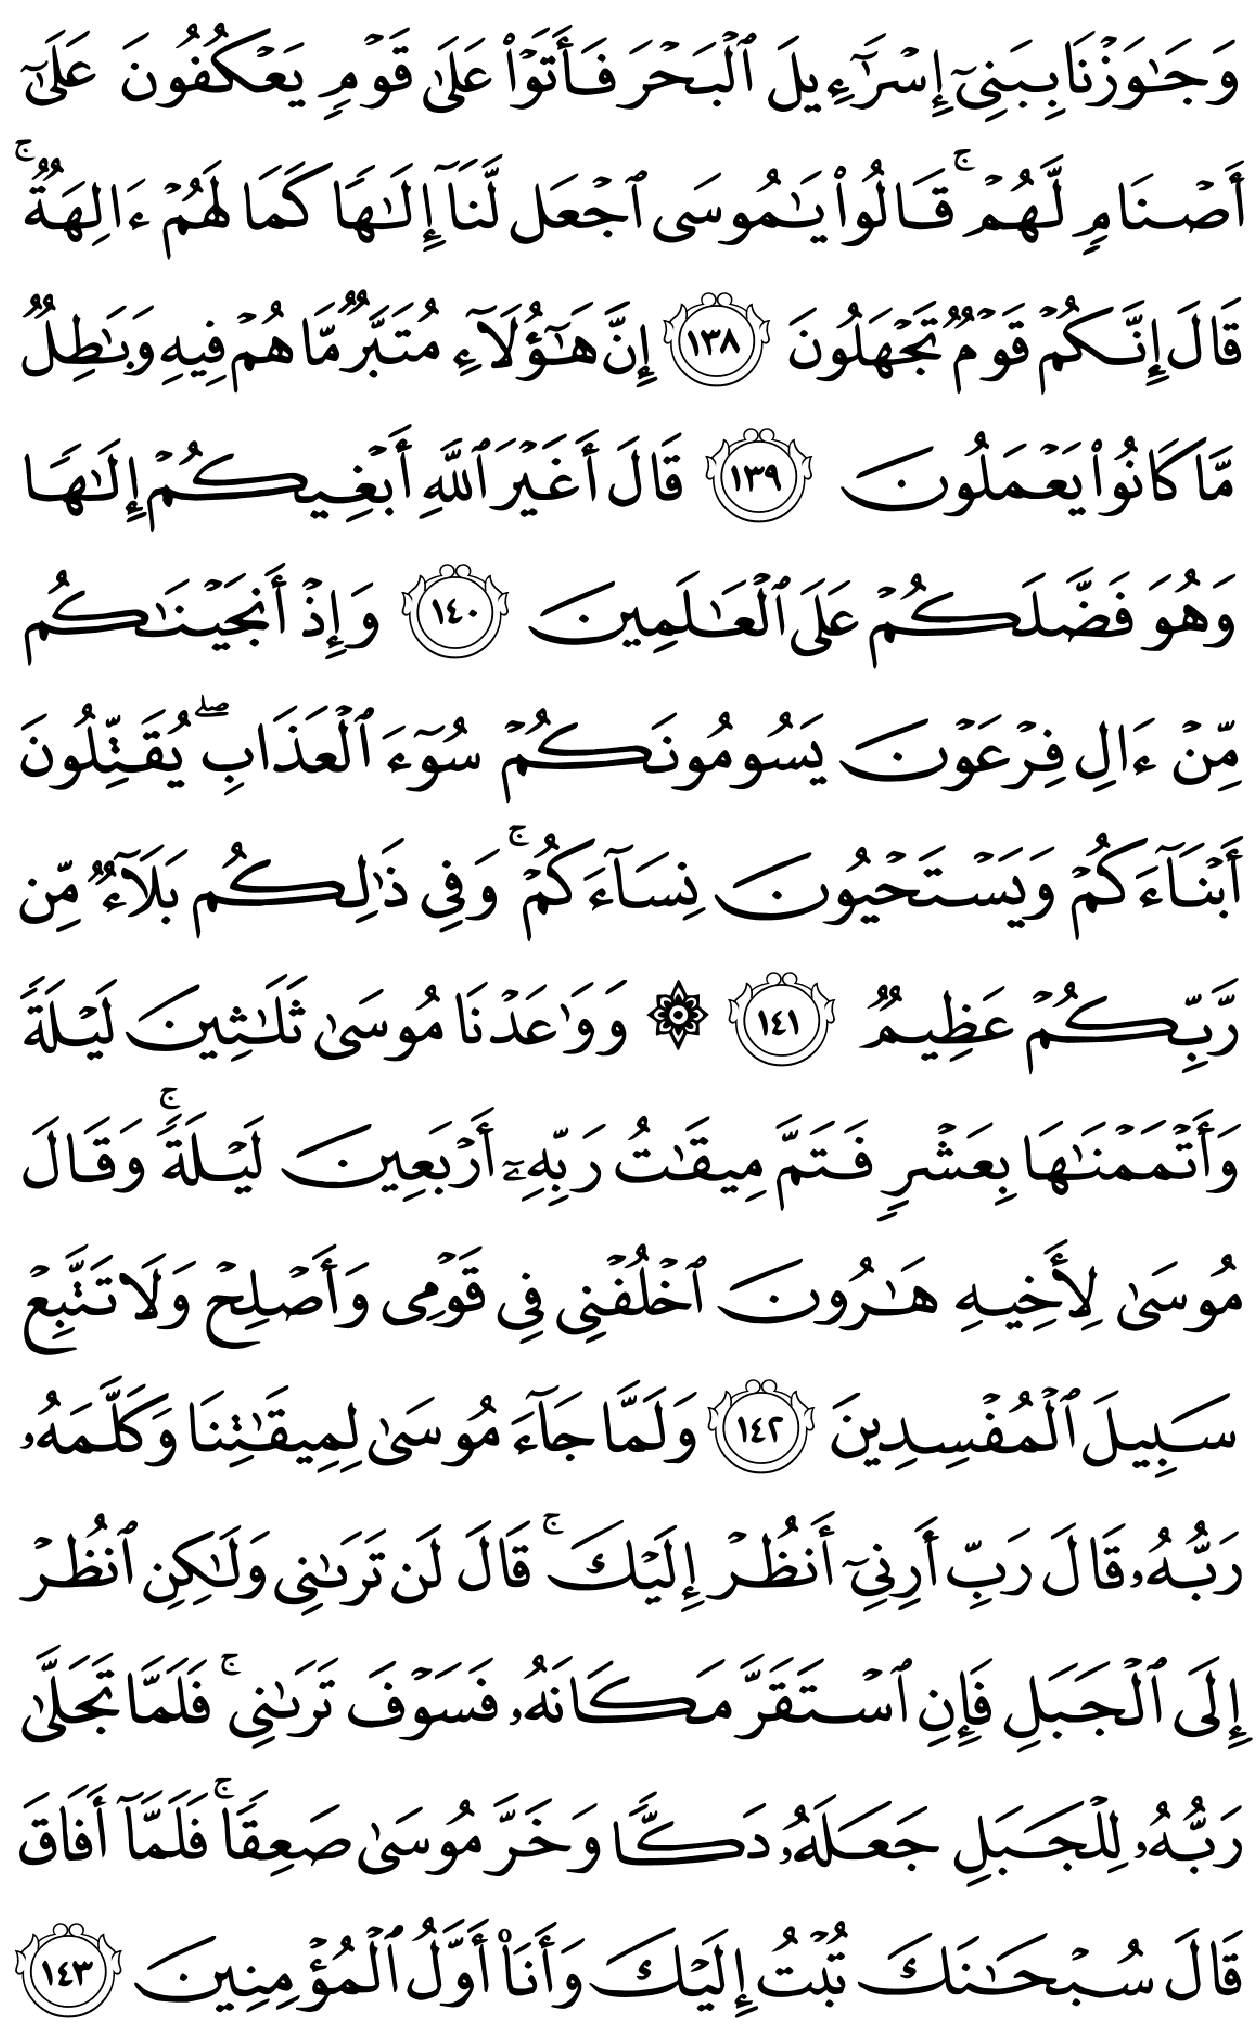 وَجَٰوَزْنَا بِبَنِىٓ إِسْرَٰٓءِيلَ ٱلْبَحْرَ فَأَتَوْا۟ عَلَىٰ قَوْمٍ يَعْكُفُونَ عَلَىٰٓ
أَصْنَامٍ لَّهُمْ ۚ قَالُوا۟ يَٰمُوسَى ٱجْعَل لَّنَآ إِلَٰهًا كَمَا لَهُمْ ءَالِهَةٌ ۚ
قَالَ إِنَّكُمْ قَوْمٌ تَجْهَلُونَ ١٣٨ إِنَّ هَٰٓؤُلَآءِ مُتَبَّرٌ مَّا هُمْ فِيهِ وَبَٰطِلٌ
مَّا كَانُوا۟ يَعْمَلُونَ ١٣٩ قَالَ أَغَيْرَ ٱللَّهِ أَبْغِيكُمْ إِلَٰهًا
وَهُوَ فَضَّلَكُمْ عَلَى ٱلْعَٰلَمِينَ ١٤٠ وَإِذْ أَنجَيْنَٰكُم
مِّنْ ءَالِ فِرْعَوْنَ يَسُومُونَكُمْ سُوٓءَ ٱلْعَذَابِ ۖ يُقَتِّلُونَ
أَبْنَآءَكُمْ وَيَسْتَحْيُونَ نِسَآءَكُمْ ۚ وَفِى ذَٰلِكُم بَلَآءٌ مِّن
رَّبِّكُمْ عَظِيمٌ ١٤١ ۞ وَوَٰعَدْنَا مُوسَىٰ ثَلَٰثِينَ لَيْلَةً
وَأَتْمَمْنَٰهَا بِعَشْرٍ فَتَمَّ مِيقَٰتُ رَبِّهِۦٓ أَرْبَعِينَ لَيْلَةً ۚ وَقَالَ
مُوسَىٰ لِأَخِيهِ هَٰرُونَ ٱخْلُفْنِى فِى قَوْمِى وَأَصْلِحْ وَلَا تَتَّبِعْ
سَبِيلَ ٱلْمُفْسِدِينَ ١٤٢ وَلَمَّا جَآءَ مُوسَىٰ لِمِيقَٰتِنَا وَكَلَّمَهُۥ
رَبُّهُۥ قَالَ رَبِّ أَرِنِىٓ أَنظُرْ إِلَيْكَ ۚ قَالَ لَن تَرَىٰنِى وَلَٰكِنِ ٱنظُرْ
إِلَى ٱلْجَبَلِ فَإِنِ ٱسْتَقَرَّ مَكَانَهُۥ فَسَوْفَ تَرَىٰنِى ۚ فَلَمَّا تَجَلَّىٰ
رَبُّهُۥ لِلْجَبَلِ جَعَلَهُۥ دَكًّا وَخَرَّ مُوسَىٰ صَعِقًا ۚ فَلَمَّآ أَفَاقَ
قَالَ سُبْحَٰنَكَ تُبْتُ إِلَيْكَ وَأَنَا۠ أَوَّلُ ٱلْمُؤْمِنِينَ ١٤٣